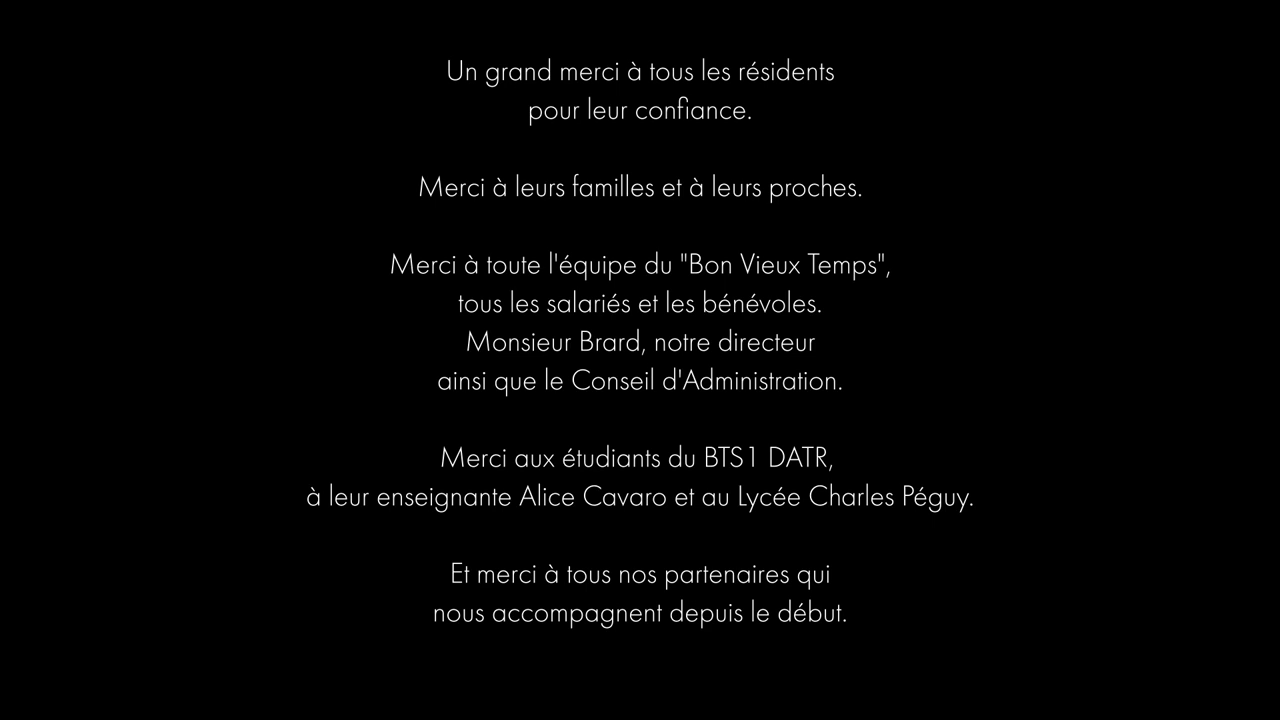 Un grand merci à tous les résidents
pour leur confiance.
Merci à leurs familles et à leurs proches.
Merci à toute l'équipe du "Bon Vieux Temps",
tous les salariés et les bénévoles.
Monsieur Brard, notre directeur
ainsi que le Conseil d'Administration.
Merci aux étudiants du BTS1 DATR,
à leur enseignante Alice Cavaro et au Lycée Charles Péguy.
Et merci à tous nos partenaires qui
nous accompagnent depuis le début.